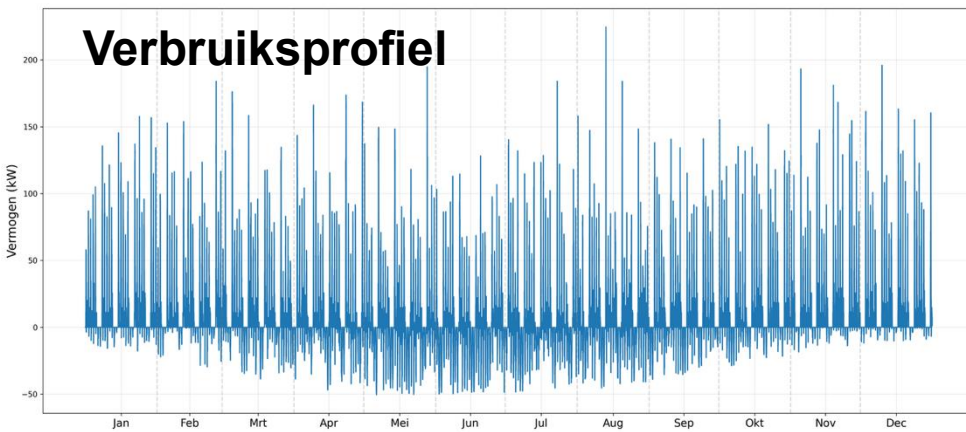 Verbruiksprofiel
Vermogen (kW)
200
150
100
50
0
−50
Jan Feb Mrt Apr Mei Jun Jul Aug Sep Okt Nov Dec